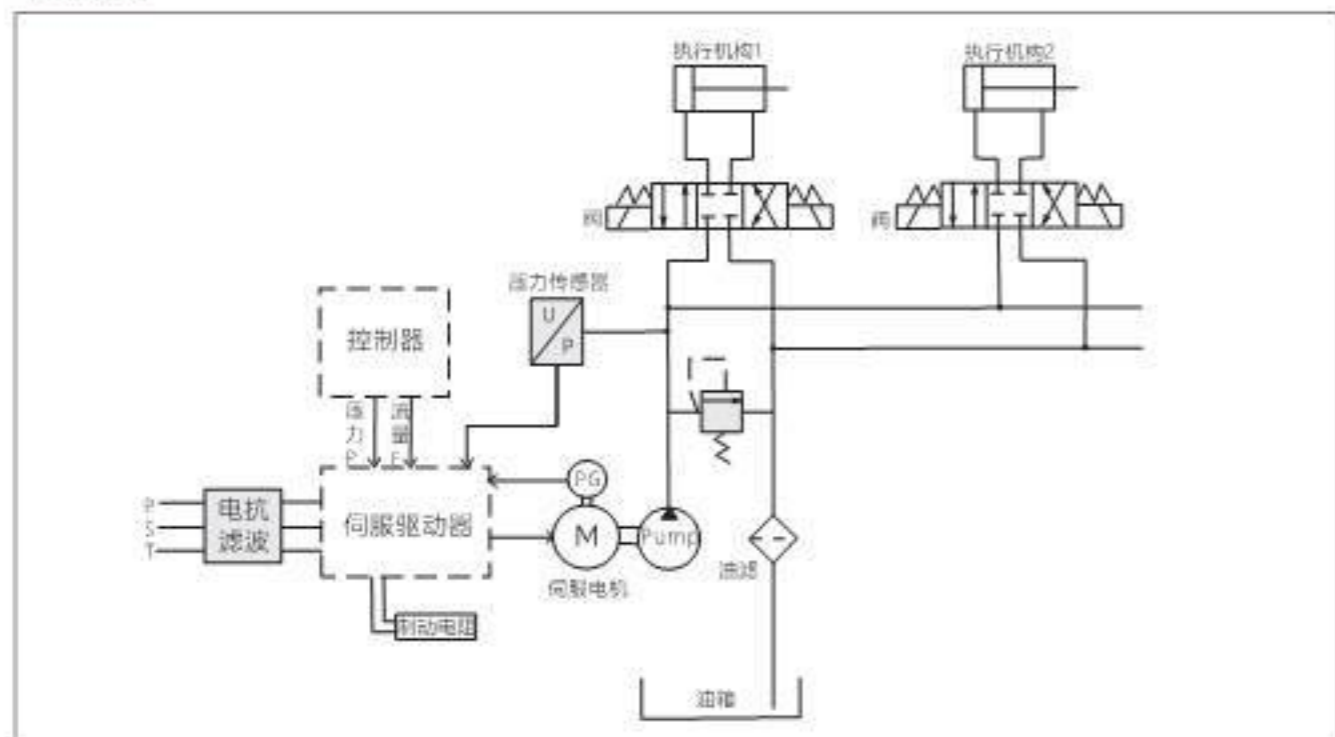 执行机构1
执行机构2
阀
阀
压力传感器
U
P
控制器
压力P
流量F
PG
P
S
T
电抗
滤波
伺服驱动器
M
Pump
伺服电机
油滤
制动电阻
油箱